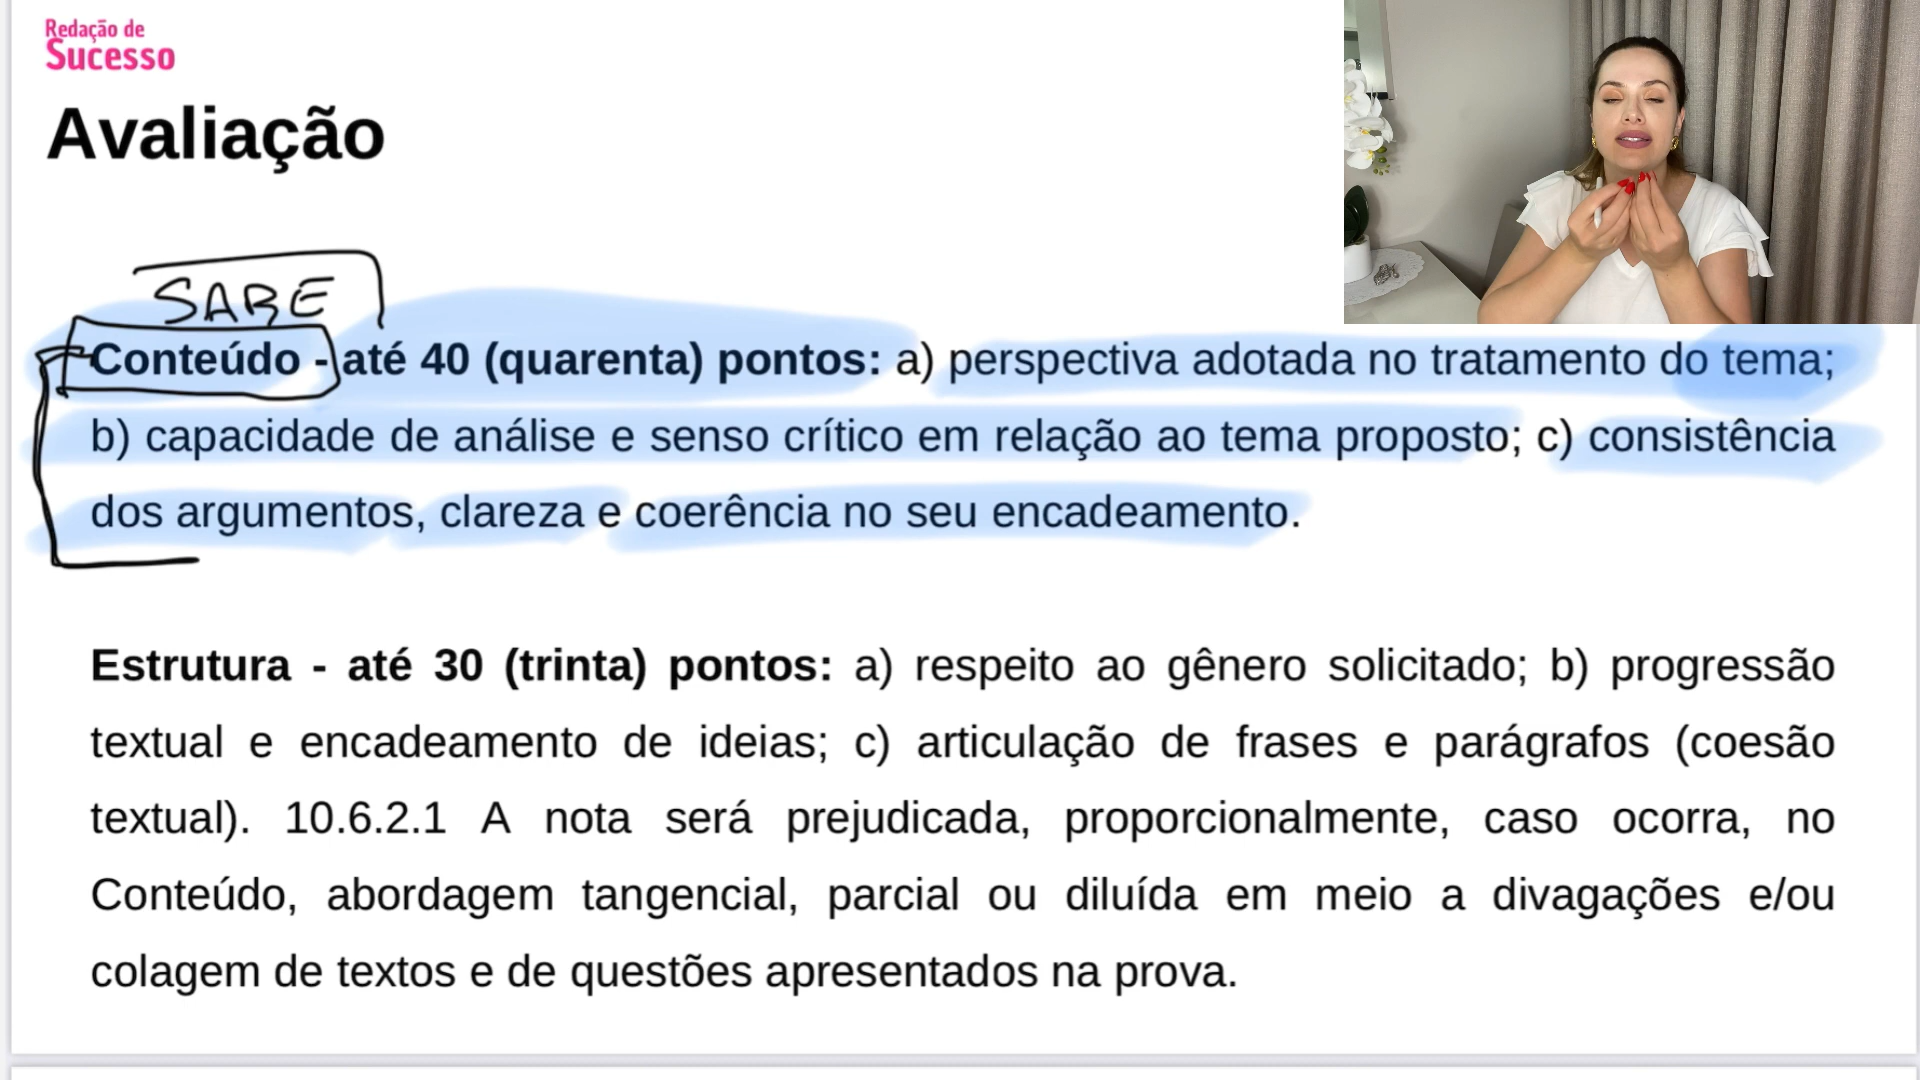 Redação de
Sucesso
Avaliação
SABE
Conteúdo - até 40 (quarenta) pontos: a) perspectiva adotada no tratamento do tema;
b) capacidade de análise e senso crítico em relação ao tema proposto; c) consistência
dos argumentos, clareza e coerência no seu encadeamento.
Estrutura - até 30 (trinta) pontos: a) respeito ao gênero solicitado; b) progressão
textual e encadeamento de ideias; c) articulação de frases e parágrafos (coesão
textual). 10.6.2.1 A nota será prejudicada, proporcionalmente, caso ocorra, no
Conteúdo, abordagem tangencial, parcial ou diluída em meio a divagações e/ou
colagem de textos e de questões apresentados na prova.